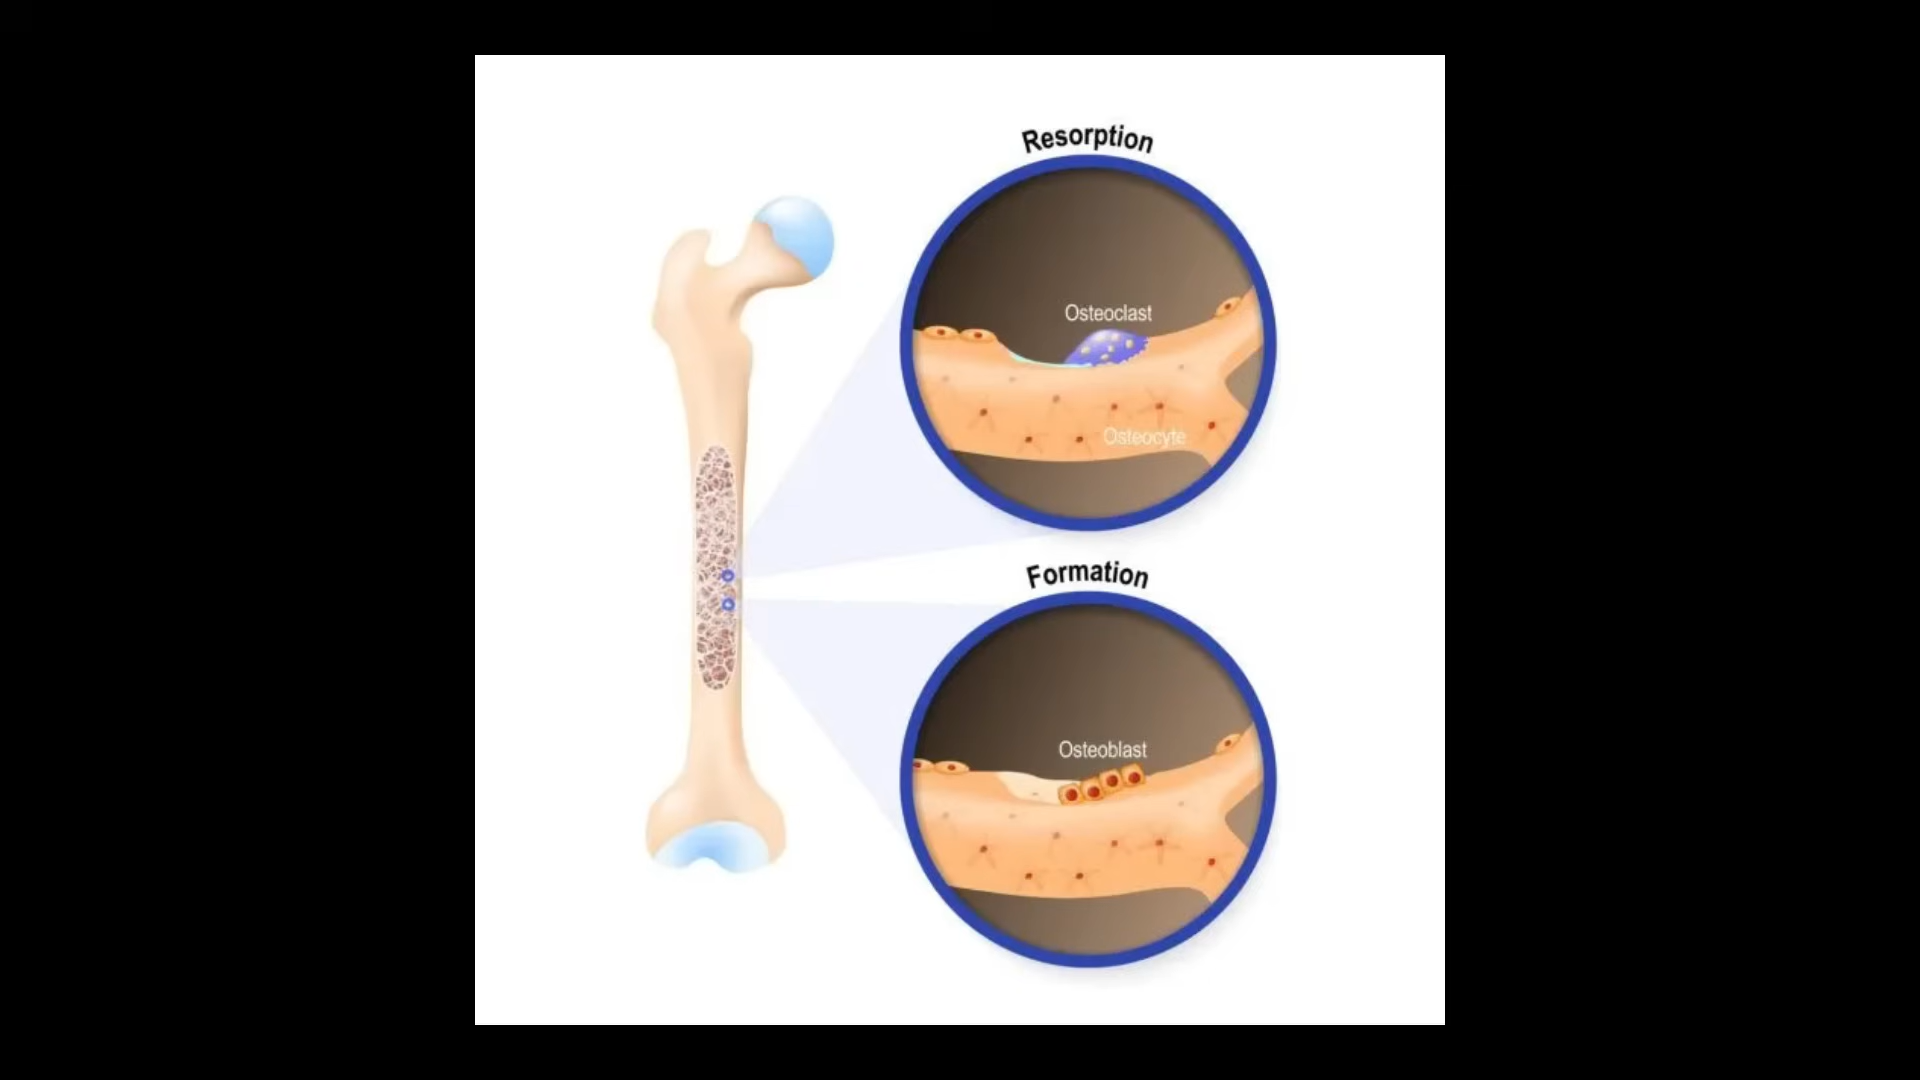 Resorption
Osteoclast
Osteocyte
Formation
Osteoblast